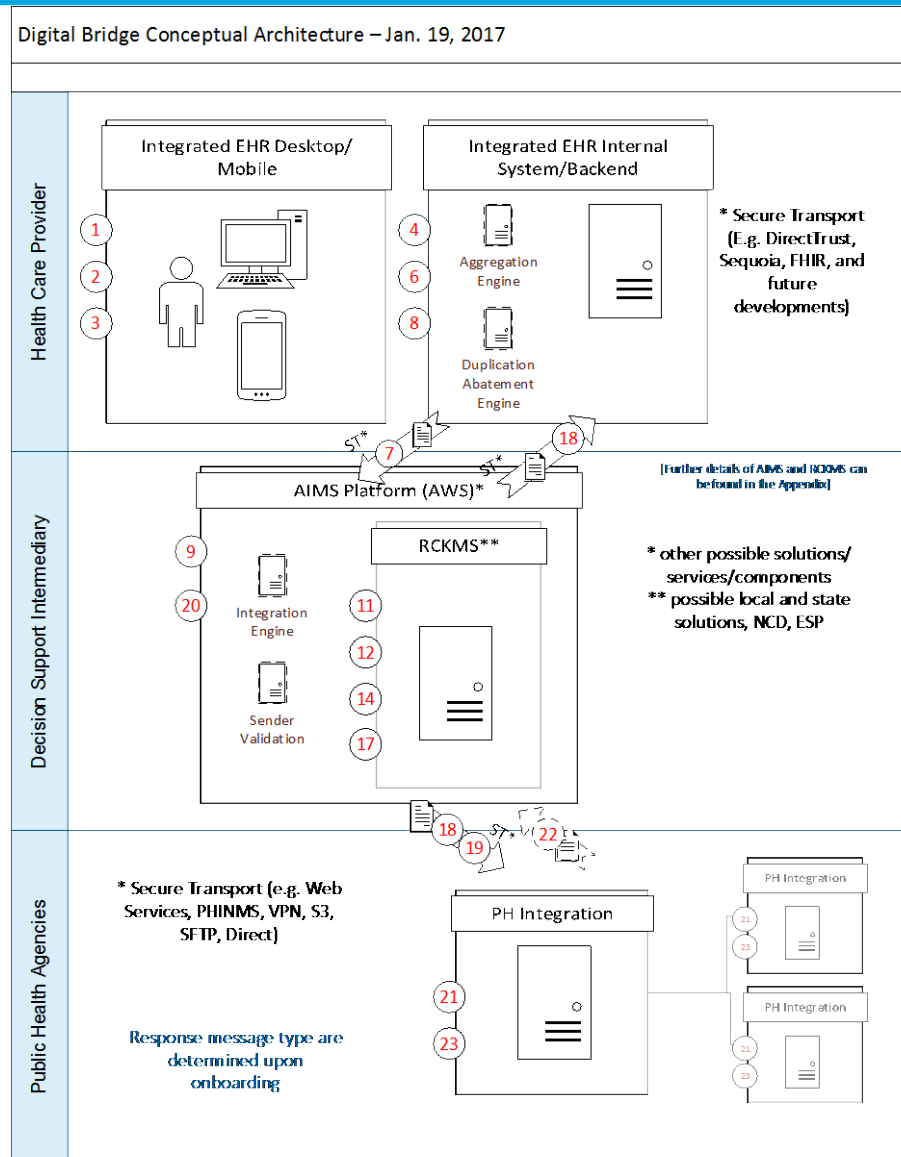 Digital Bridge Conceptual Architecture – Jan. 19, 2017
Health Care Provider
Integrated EHR Desktop/
Mobile
1
2
3
Integrated EHR Internal
System/Backend
4
6
8
Aggregation
Engine
Duplication
Abatement
Engine
* Secure Transport
(E.g. DirectTrust,
Sequoia, FHIR, and
future
developments)
ST*
7
ST*
18
Decision Support Intermediary
AIMS Platform (AWS)*
[Further details of AIMS and RCKMS can
be found in the Appendix]
9
20
Integration
Engine
Sender
Validation
RCKMS**
11
12
14
17
* other possible solutions/
services/components
** possible local and state
solutions, NCD, ESP
18
19
ST*
22
Public Health Agencies
* Secure Transport (e.g. Web
Services, PHINMS, VPN, S3,
SFTP, Direct)
Response message type are
determined upon
onboarding
PH Integration
21
23
PH Integration
21
23
PH Integration
21
23